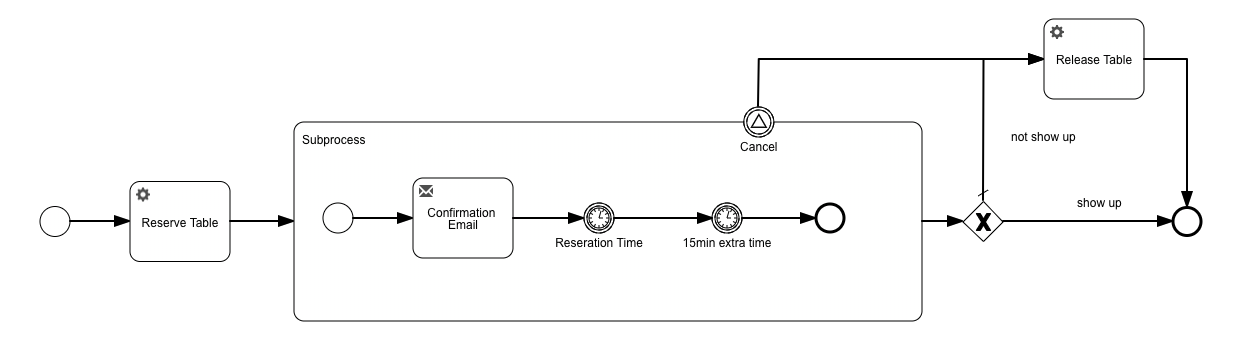 Release Table
Cancel
Subprocess
not show up
Reserve Table
Confirmation
Email
Reseration Time
15min extra time
X
show up